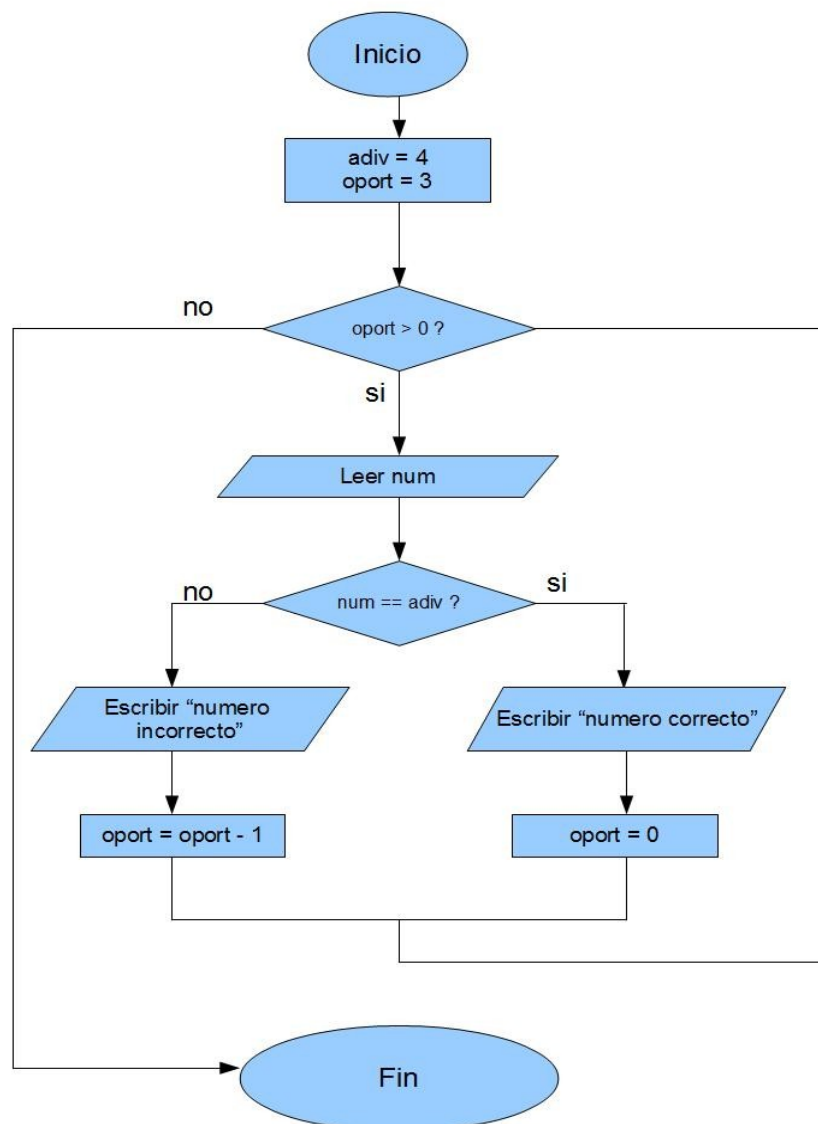 Inicio
adiv = 4
oport = 3
no
oport > 0 ?
si
Leer num
no
num == adiv ?
si
Escribir “numero
incorrecto”
Escribir “numero correcto”
oport = oport - 1
oport = 0
Fin